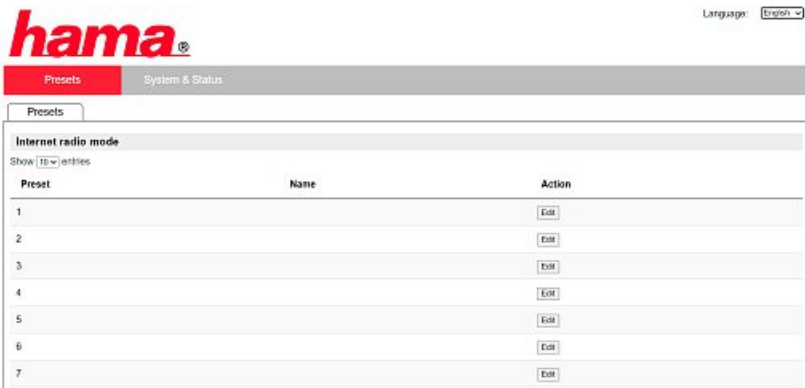 Language: English
hama®
Presets System & Status
Presets
Internet radio mode
Show 10 entries
Preset Name Action
1 Edit
2 Edit
3 Edit
4 Edit
5 Edit
6 Edit
7 Edit